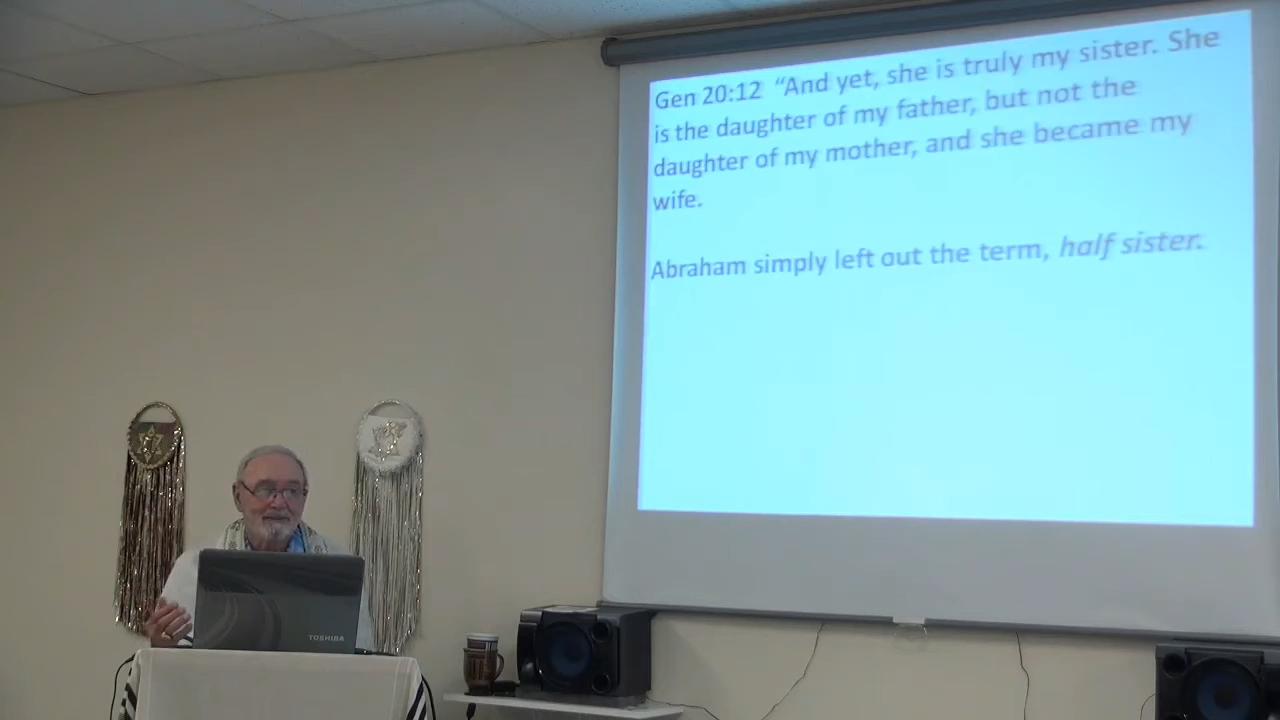 Gen 20:12 “And yet, she is truly my sister. She
is the daughter of my father, but not the
daughter of my mother, and she became my
wife.
Abraham simply left out the term, half sister.
TOSHIBA